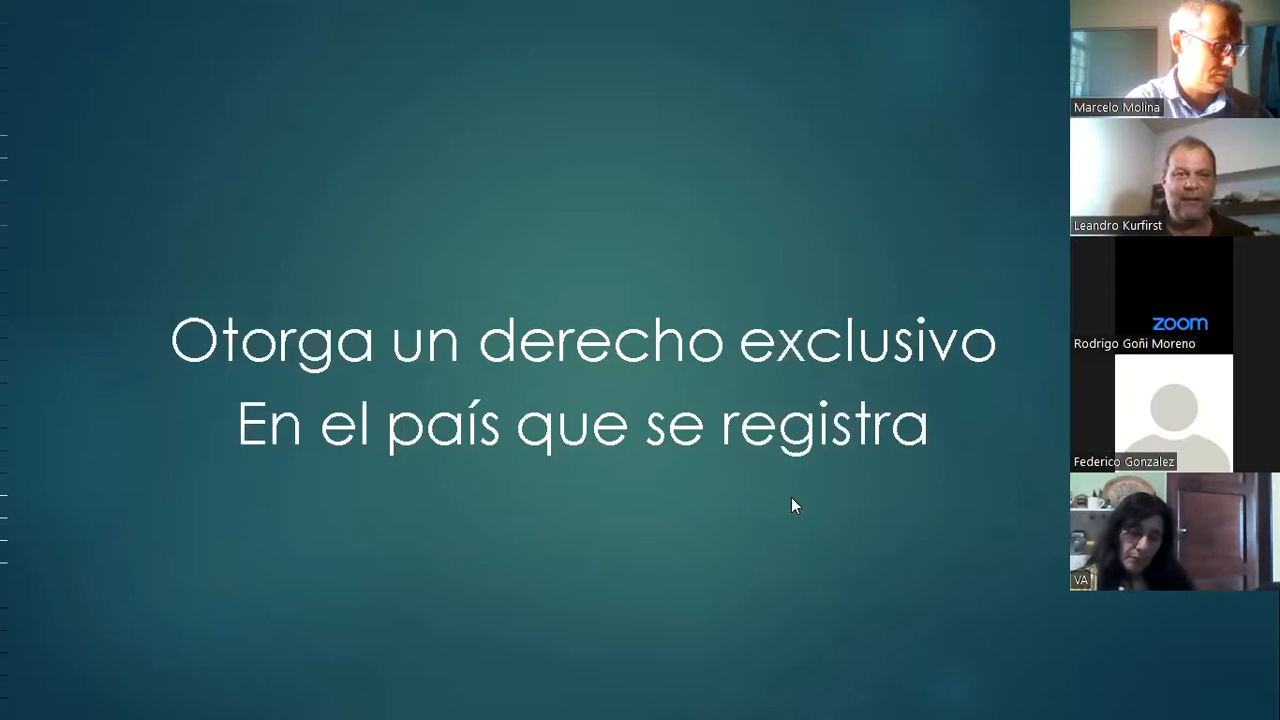 Otorga un derecho exclusivo
En el país que se registra
Marcelo Molina
Leandro Kurfirst
zoom
Rodrigo Goñi Moreno
Federico Gonzalez
VA